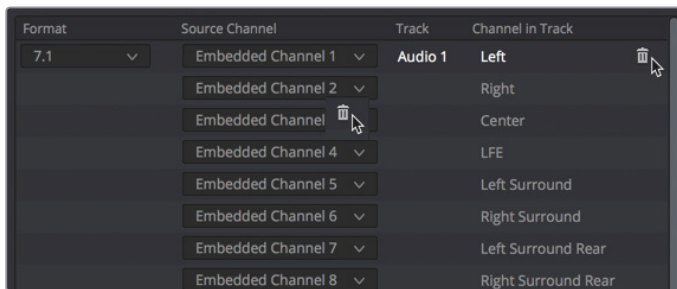 Format Source Channel Track Channel in Track
7.1 Embedded Channel 1 Audio 1 Left
Embedded Channel 2 Right
Embedded Channel Center
Embedded Channel 4 LFE
Embedded Channel 5 Left Surround
Embedded Channel 6 Right Surround
Embedded Channel 7 Left Surround Rear
Embedded Channel 8 Right Surround Rear